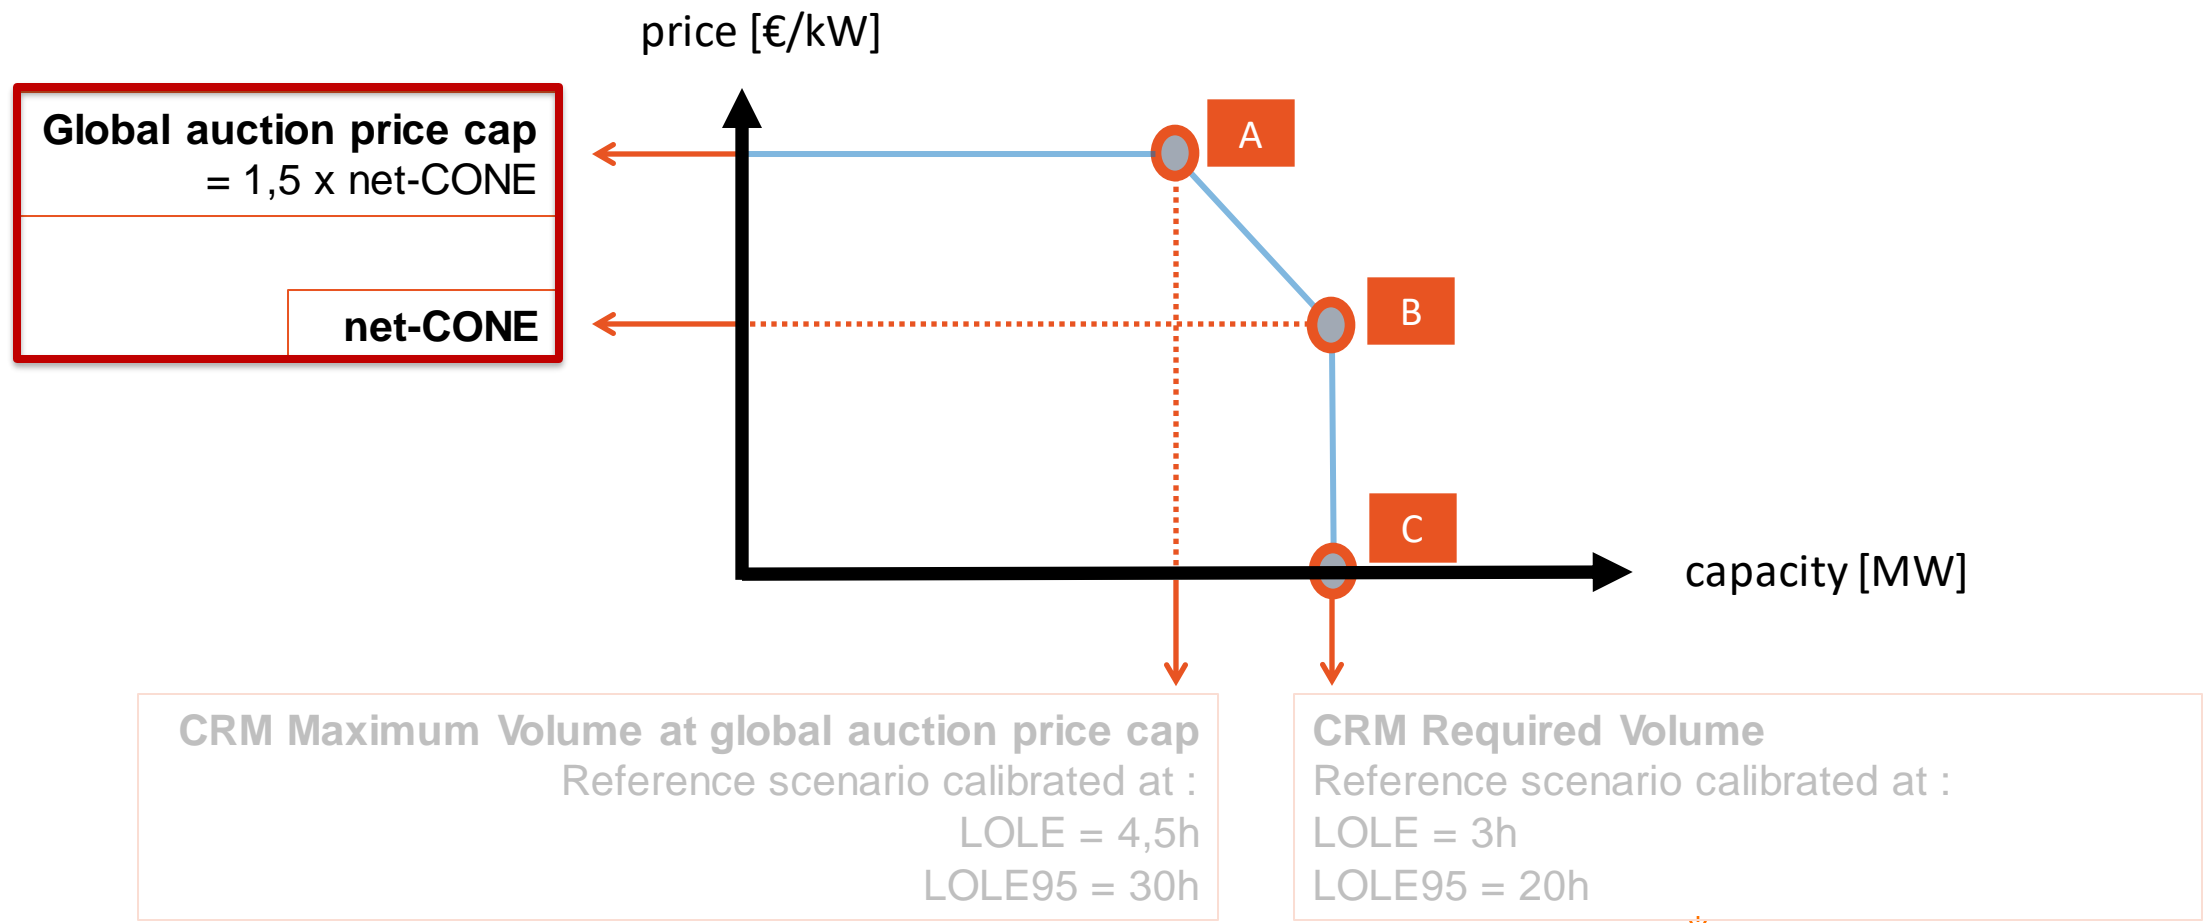 price [€/kW]
Global auction price cap
= 1,5 x net-CONE
A
B
net-CONE
C
capacity [MW]
CRM Maximum Volume at global auction price cap
Reference scenario calibrated at :
LOLE = 4,5h
LOLE95 = 30h
CRM Required Volume
Reference scenario calibrated at :
LOLE = 3h
LOLE95 = 20h